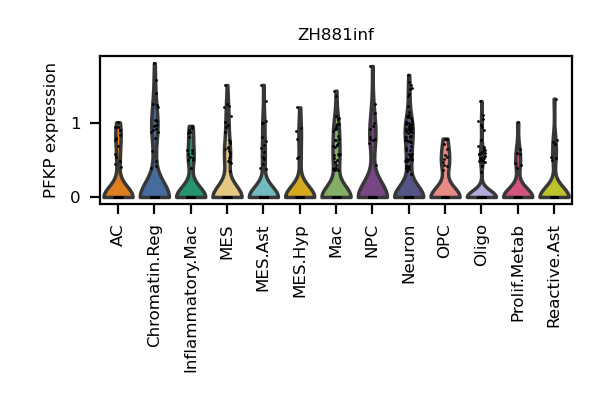 ZH881inf
PFKP expression
1
0
AC
Chromatin.Reg
Inflammatory.Mac
MES
MES.Ast
MES.Hyp
Mac
NPC
Neuron
OPC
Oligo
Prolif.Metab
Reactive.Ast